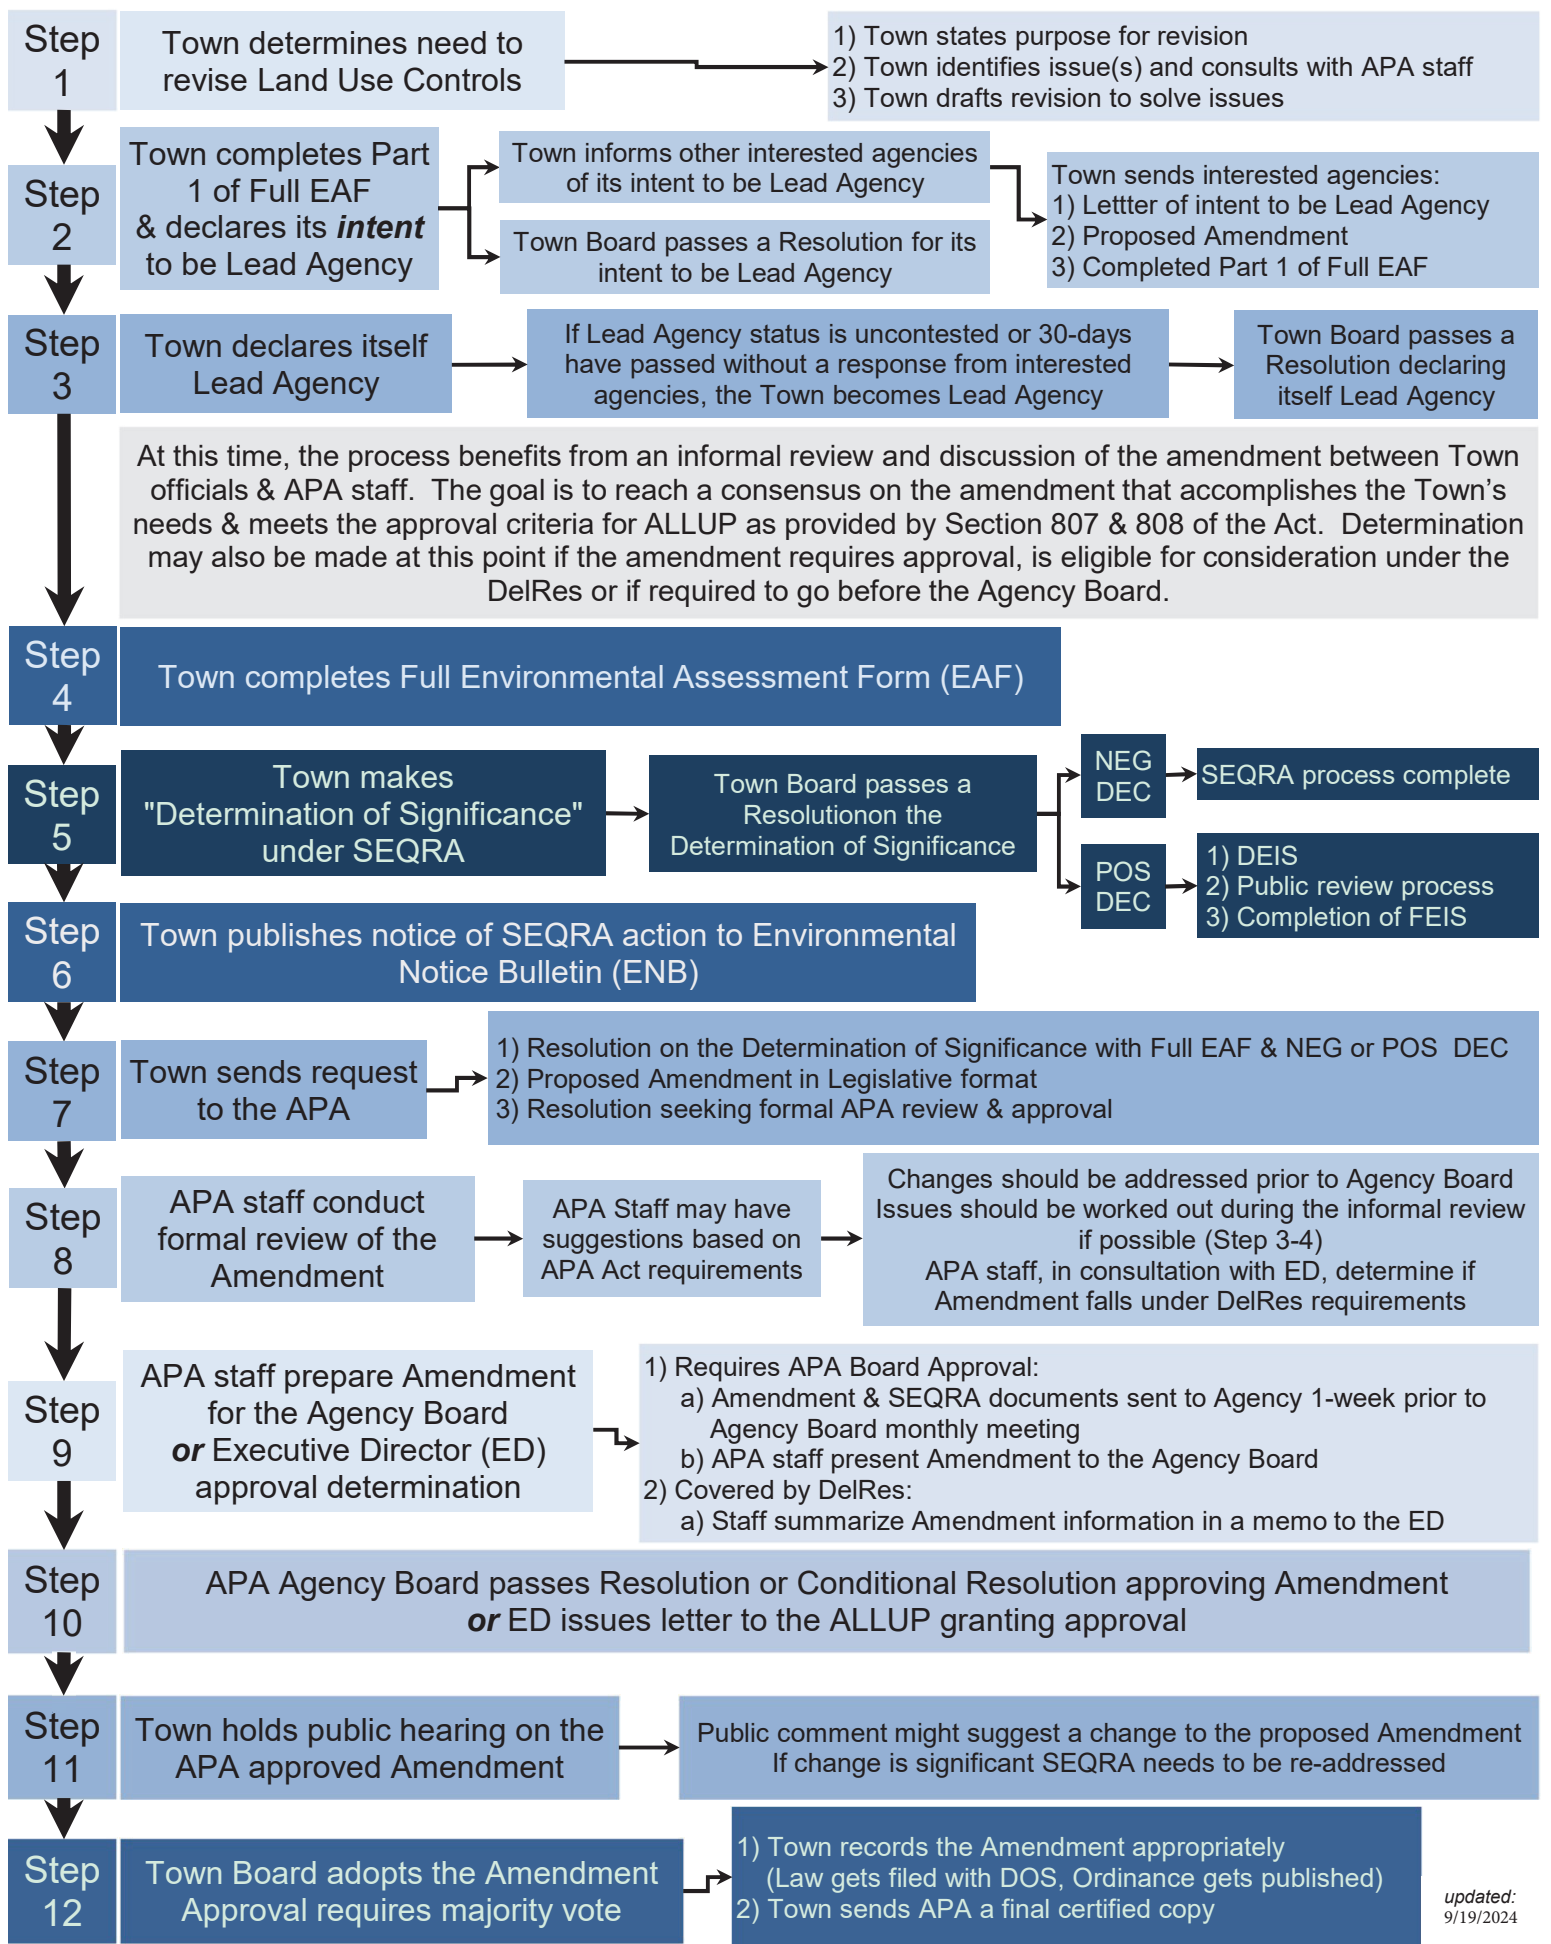 Step
1
Town determines need to
revise Land Use Controls
1) Town states purpose for revision
2) Town identifies issue(s) and consults with APA staff
3) Town drafts revision to solve issues
Step
2
Town completes Part
1 of Full EAF
& declares its intent
to be Lead Agency
Town informs other interested agencies
of its intent to be Lead Agency
Town Board passes a Resolution for its
intent to be Lead Agency
Town sends interested agencies:
1) Lettter of intent to be Lead Agency
2) Proposed Amendment
3) Completed Part 1 of Full EAF
Step
3
Town declares itself
Lead Agency
If Lead Agency status is uncontested or 30-days
have passed without a response from interested
agencies, the Town becomes Lead Agency
Town Board passes a
Resolution declaring
itself Lead Agency
At this time, the process benefits from an informal review and discussion of the amendment between Town
officials & APA staff.  The goal is to reach a consensus on the amendment that accomplishes the Town's
needs & meets the approval criteria for ALLUP as provided by Section 807 & 808 of the Act.  Determination
may also be made at this point if the amendment requires approval, is eligible for consideration under the
DelRes or if required to go before the Agency Board.
Step
4
Town completes Full Environmental Assessment Form (EAF)
Step
5
Town makes
"Determination of Significance"
under SEQRA
Town Board passes a
Resolutionon the
Determination of Significance
NEG
DEC
SEQRA process complete
POS
DEC
1) DEIS
2) Public review process
3) Completion of FEIS
Step
6
Town publishes notice of SEQRA action to Environmental
Notice Bulletin (ENB)
Step
7
Town sends request
to the APA
1) Resolution on the Determination of Significance with Full EAF & NEG or POS  DEC
2) Proposed Amendment in Legislative format
3) Resolution seeking formal APA review & approval
Step
8
APA staff conduct
formal review of the
Amendment
APA Staff may have
suggestions based on
APA Act requirements
Changes should be addressed prior to Agency Board
Issues should be worked out during the informal review
if possible (Step 3-4)
APA staff, in consultation with ED, determine if
Amendment falls under DelRes requirements
Step
9
APA staff prepare Amendment
for the Agency Board
or Executive Director (ED)
approval determination
1) Requires APA Board Approval:
a) Amendment & SEQRA documents sent to Agency 1-week prior to
Agency Board monthly meeting
b) APA staff present Amendment to the Agency Board
2) Covered by DelRes:
a) Staff summarize Amendment information in a memo to the ED
Step
10
APA Agency Board passes Resolution or Conditional Resolution approving Amendment
or ED issues letter to the ALLUP granting approval
Step
11
Town holds public hearing on the
APA approved Amendment
Public comment might suggest a change to the proposed Amendment
If change is significant SEQRA needs to be re-addressed
Step
12
Town Board adopts the Amendment
Approval requires majority vote
1) Town records the Amendment appropriately
(Law gets filed with DOS, Ordinance gets published)
2) Town sends APA a final certified copy
updated:
9/19/2024